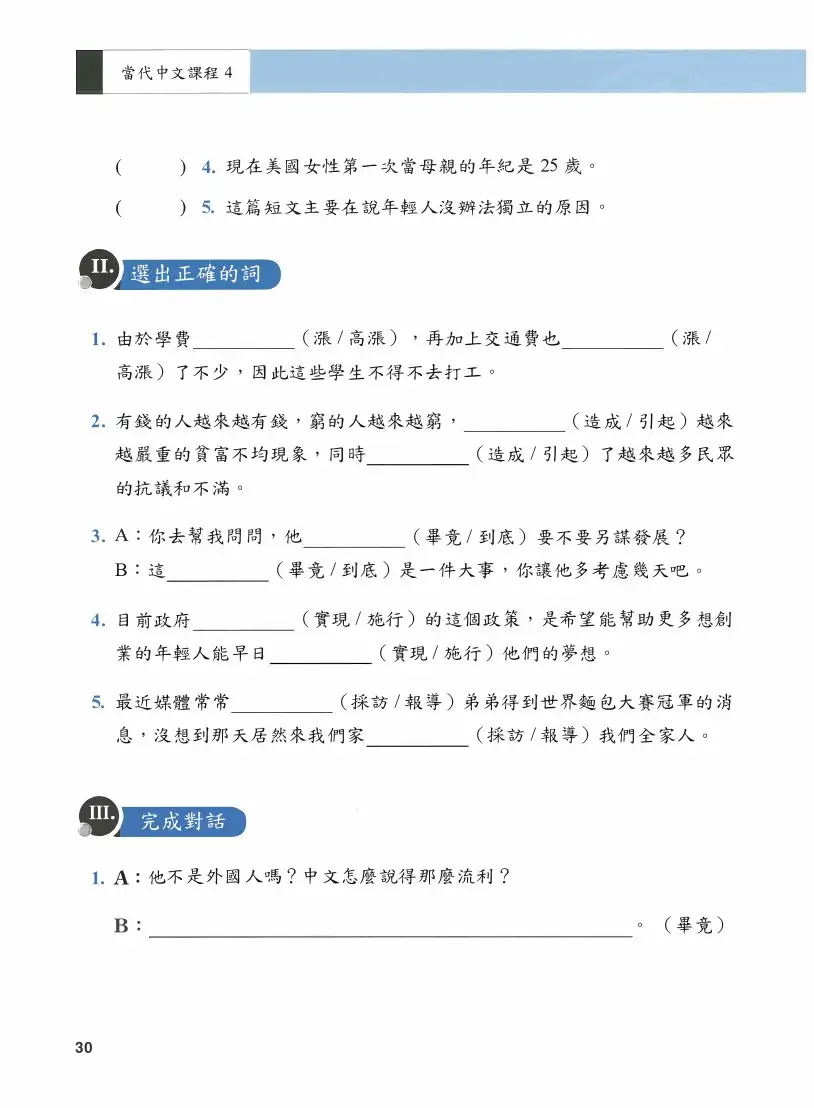 當代中文課程 4
(　　) 4. 現在美國女性第一次當母親的年紀是 25 歲。
(　　) 5. 這篇短文主要在說年輕人沒辦法獨立的原因。
II. 選出正確的詞
1. 由於學費__________（漲 / 高漲），再加上交通費也__________（漲 /
高漲）了不少，因此這些學生不得不去打工。
2. 有錢的人越來越有錢，窮的人越來越窮，__________（造成 / 引起）越來
越嚴重的貧富不均現象，同時__________（造成 / 引起）了越來越多民眾
的抗議和不滿。
3. A：你去幫我問問，他__________（畢竟 / 到底）要不要另謀發展？
B：這__________（畢竟 / 到底）是一件大事，你讓他多考慮幾天吧。
4. 目前政府__________（實現 / 施行）的這個政策，是希望能幫助更多想創
業的年輕人能早日__________（實現 / 施行）他們的夢想。
5. 最近媒體常常__________（採訪 / 報導）弟弟得到世界麵包大賽冠軍的消
息，沒想到那天居然來我們家__________（採訪 / 報導）我們全家人。
III. 完成對話
1. A：他不是外國人嗎？中文怎麼說得那麼流利？
B：________________________________________________。（畢竟）
30